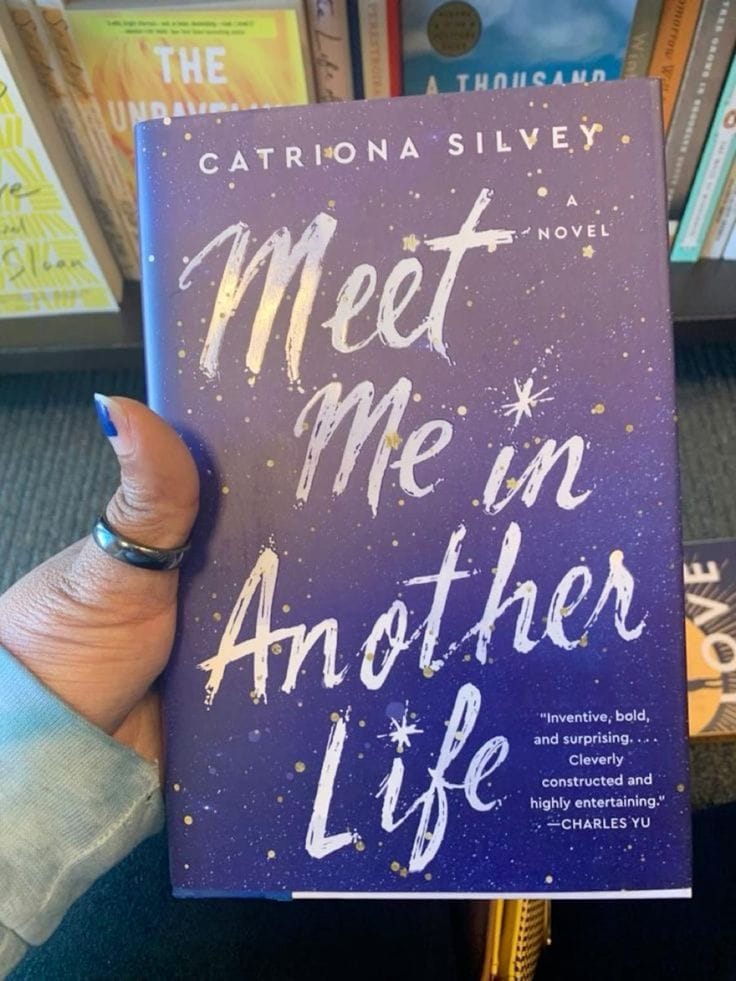 THE
A THOUSAND
CATRIONA SILVEY
A
NOVEL
Meet
Me in
Another
Life
"Inventive, bold,
and surprising. . . .
Cleverly
constructed and
highly entertaining."
—CHARLES YU
Sloan
LOVE